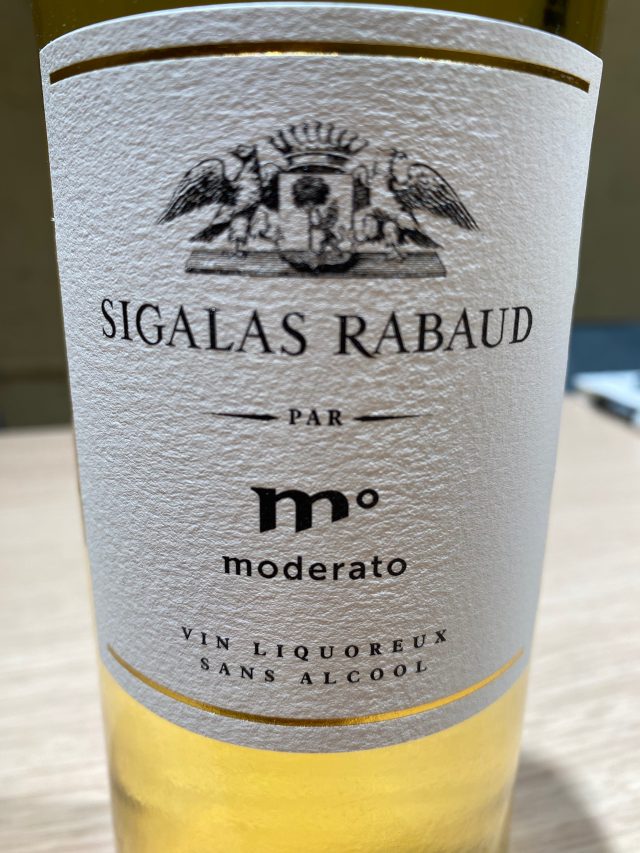 SIGALAS RABAUD
PAR
m°
moderato
VIN LIQUOREUX
SANS ALCOOL